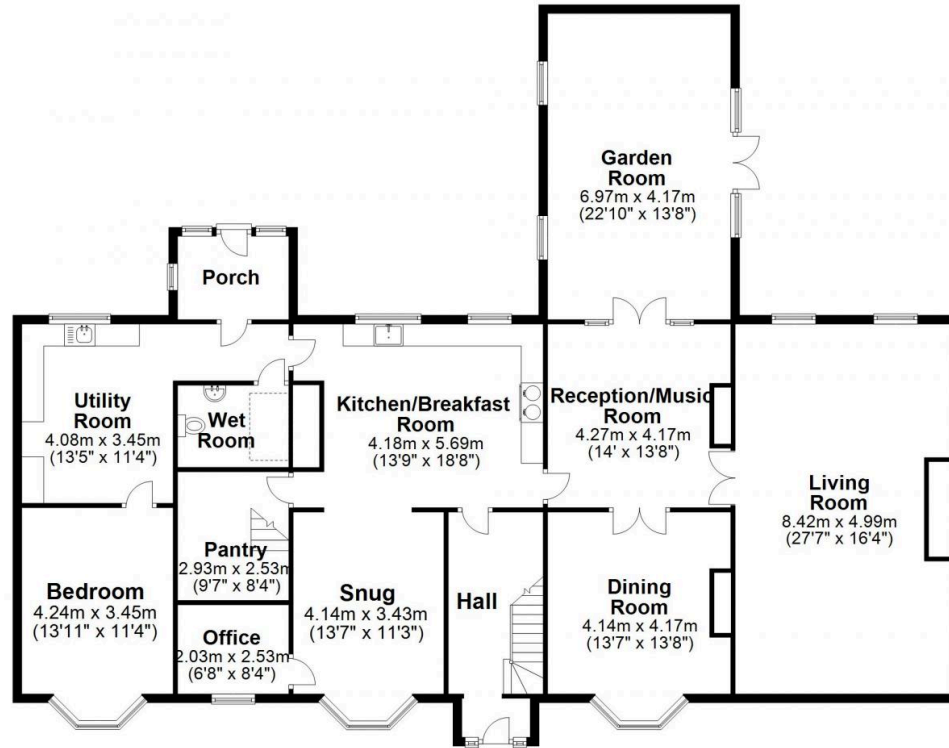 Garden
Room
6.97m x 4.17m
(22'10" x 13'8")
Porch
Utility
Room
4.08m x 3.45m
(13'5" x 11'4")
Wet
Room
Kitchen/Breakfast
Room
4.18m x 5.69m
(13'9" x 18'8")
Reception/Music
Room
4.27m x 4.17m
(14' x 13'8")
Living
Room
8.42m x 4.99m
(27'7" x 16'4")
Pantry
2.93m x 2.53m
(9'7" x 8'4")
Bedroom
4.24m x 3.45m
(13'11" x 11'4")
Snug
4.14m x 3.43m
(13'7" x 11'3")
Hall
Dining
Room
4.14m x 4.17m
(13'7" x 13'8")
Office
2.03m x 2.53m
(6'8" x 8'4")